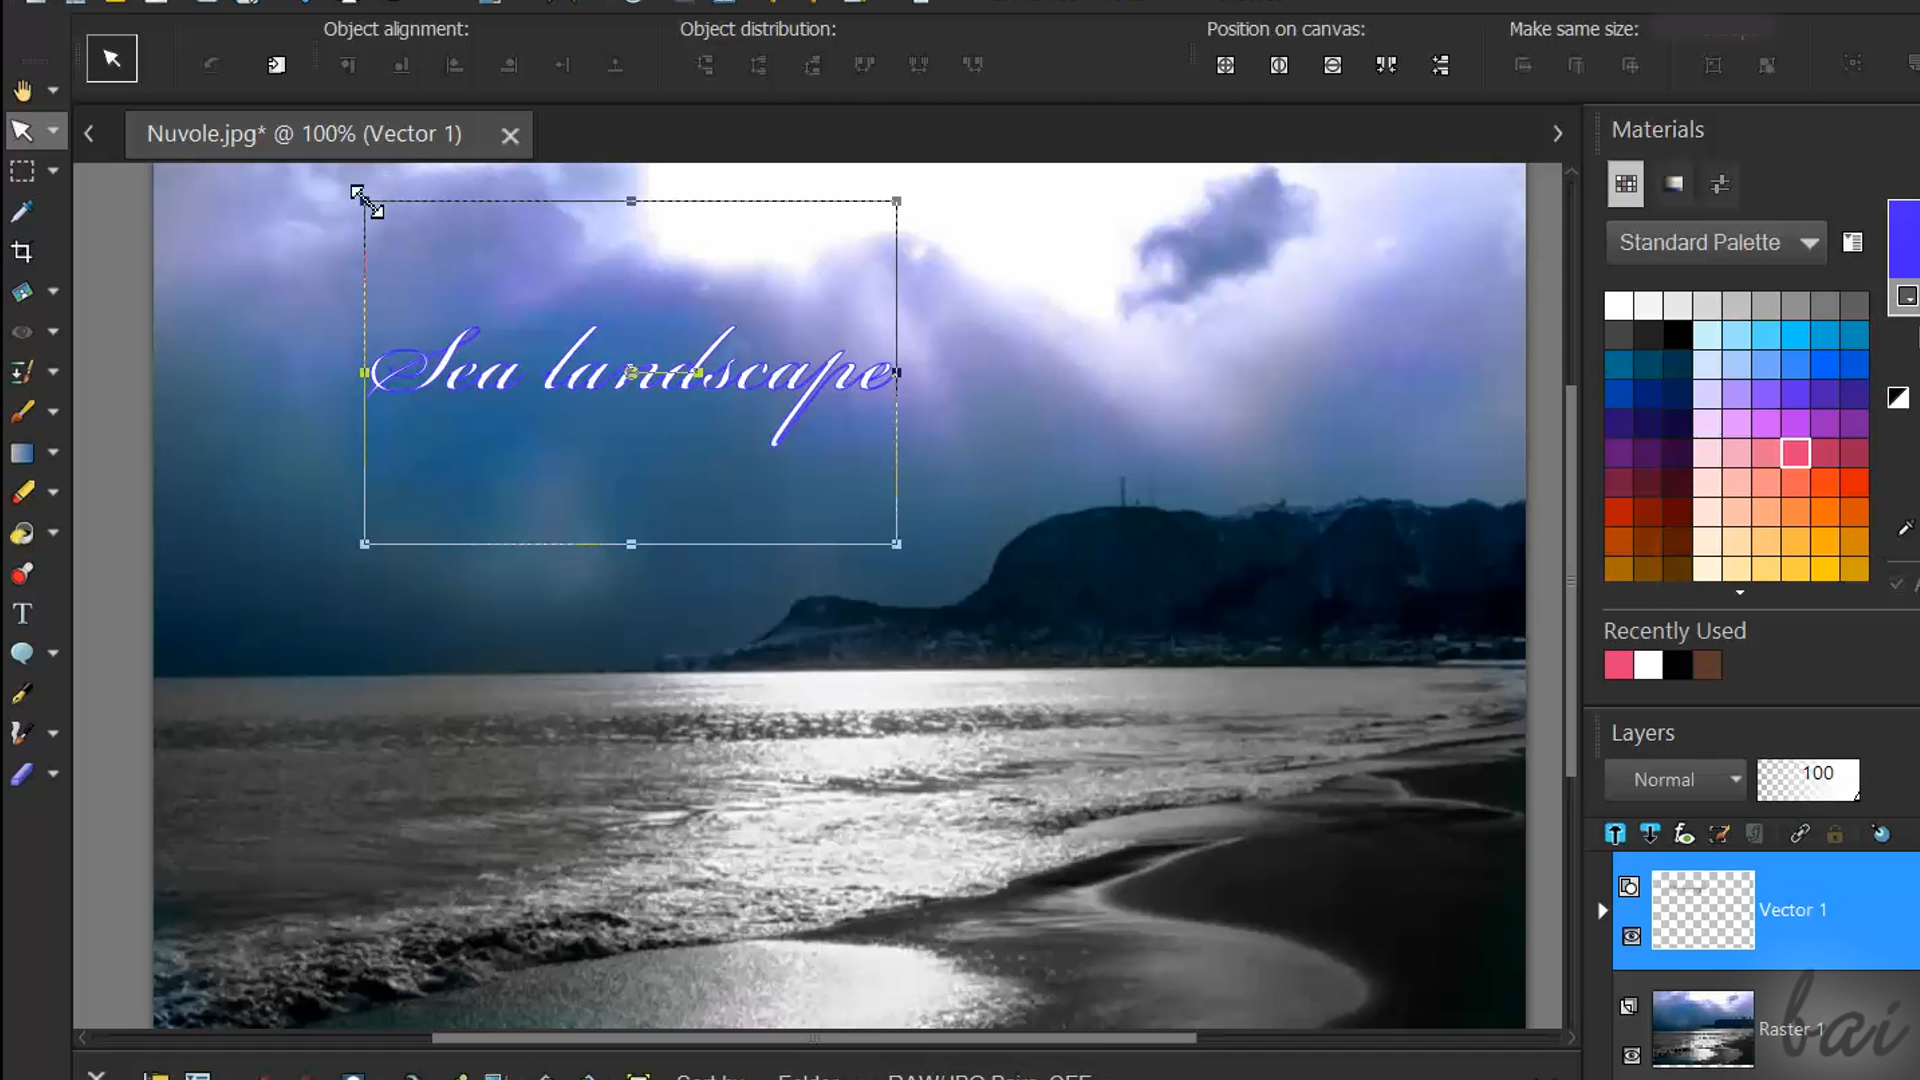 Object alignment:
Object distribution:
Position on canvas:
Make same size:
Nuvole.jpg* @ 100% (Vector 1)
Materials
Standard Palette
Sea landscape
Recently Used
Layers
Normal
100
Vector 1
Raster 1
bai